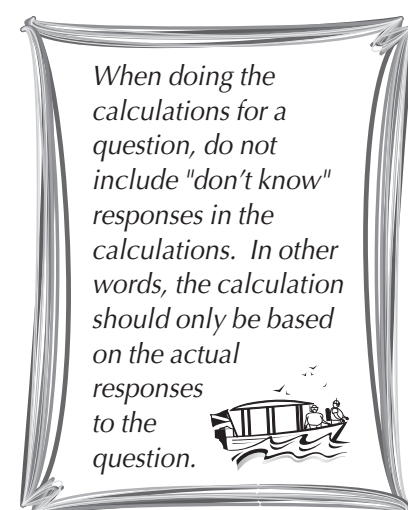 When doing the
calculations for a
question, do not
include "don't know"
responses in the
calculations.  In other
words, the calculation
should only be based
on the actual
responses
to the
question.